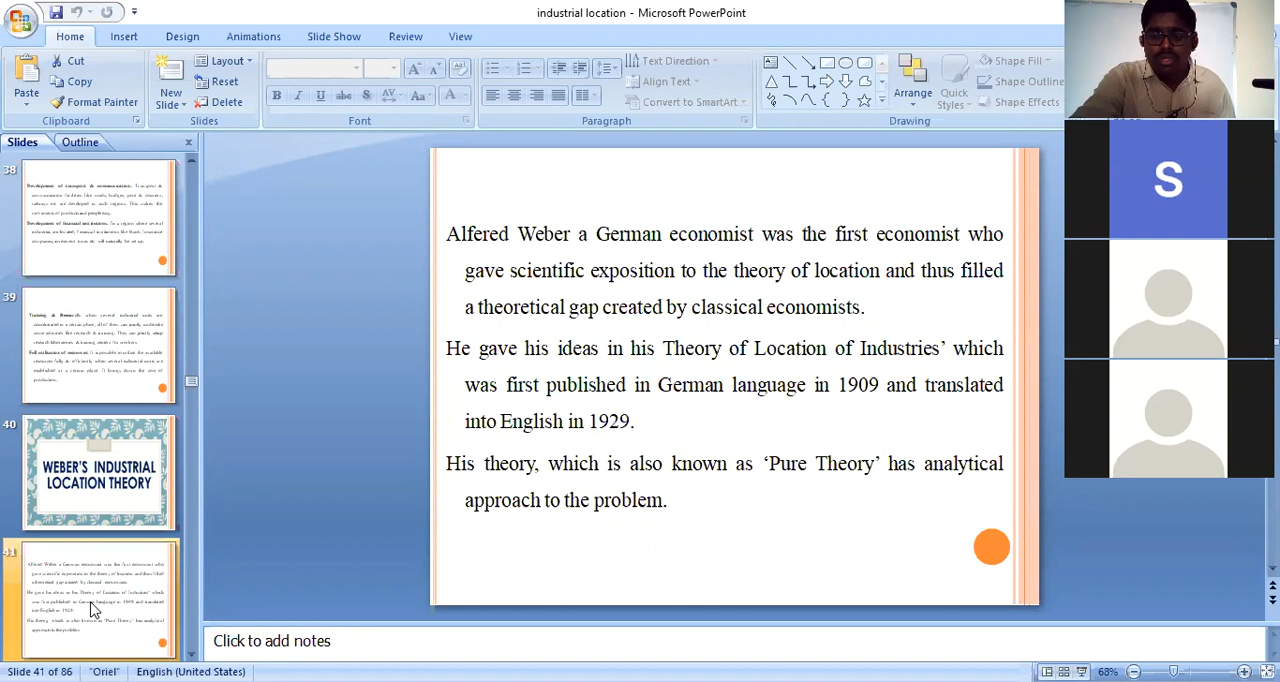 industrial location - Microsoft PowerPoint
Home Insert Design Animations Slide Show Review View
Paste
Cut
Copy
Format Painter
Clipboard
New Slide
Layout
Reset
Delete
Slides
B I U abc S AV Aa A
Font
Paragraph
Text Direction
Align Text
Convert to SmartArt
Arrange
Quick Styles
Shape Fill
Shape Outline
Shape Effects
Drawing
Slides Outline
38
39
40
WEBER'S INDUSTRIAL
LOCATION THEORY
41
Alfered Weber a German economist was the first economist who
gave scientific exposition to the theory of location and thus filled
a theoretical gap created by classical economists.
He gave his ideas in his Theory of Location of Industries’ which
was first published in German language in 1909 and translated
into English in 1929.
His theory, which is also known as ‘Pure Theory’ has analytical
approach to the problem.
S
Click to add notes
Slide 41 of 86 "Oriel" English (United States) 68%